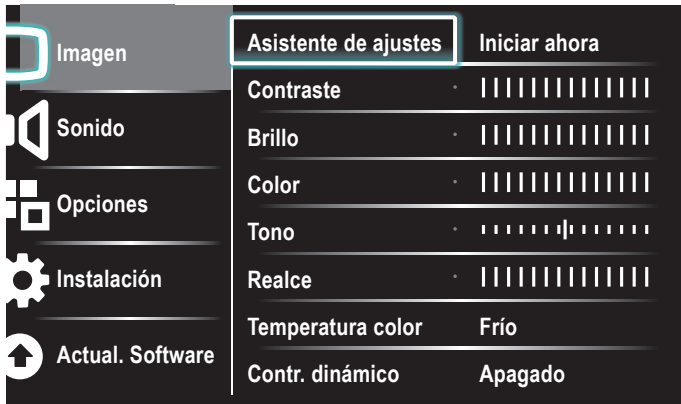 Imagen
Sonido
Opciones
Instalación
Actual. Software
Asistente de ajustes Iniciar ahora
Contraste
Brillo
Color
Tono
Realce
Temperatura color Frío
Contr. dinámico Apagado